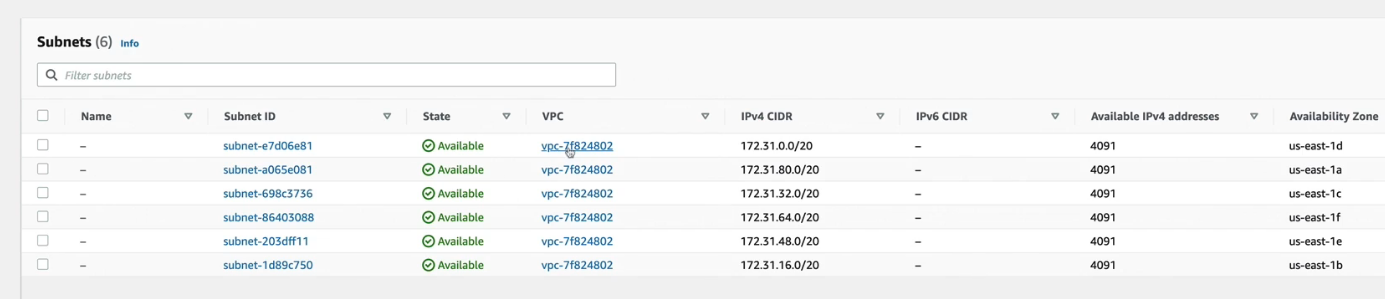 Subnets (6) Info
Filter subnets
Name Subnet ID State VPC IPv4 CIDR IPv6 CIDR Available IPv4 addresses Availability Zone
– subnet-e7d06e81 Available vpc-7f824802 172.31.0.0/20 – 4091 us-east-1d
– subnet-a065e081 Available vpc-7f824802 172.31.80.0/20 – 4091 us-east-1a
– subnet-698c3736 Available vpc-7f824802 172.31.32.0/20 – 4091 us-east-1c
– subnet-86403088 Available vpc-7f824802 172.31.64.0/20 – 4091 us-east-1f
– subnet-203dff11 Available vpc-7f824802 172.31.48.0/20 – 4091 us-east-1e
– subnet-1d89c750 Available vpc-7f824802 172.31.16.0/20 – 4091 us-east-1b